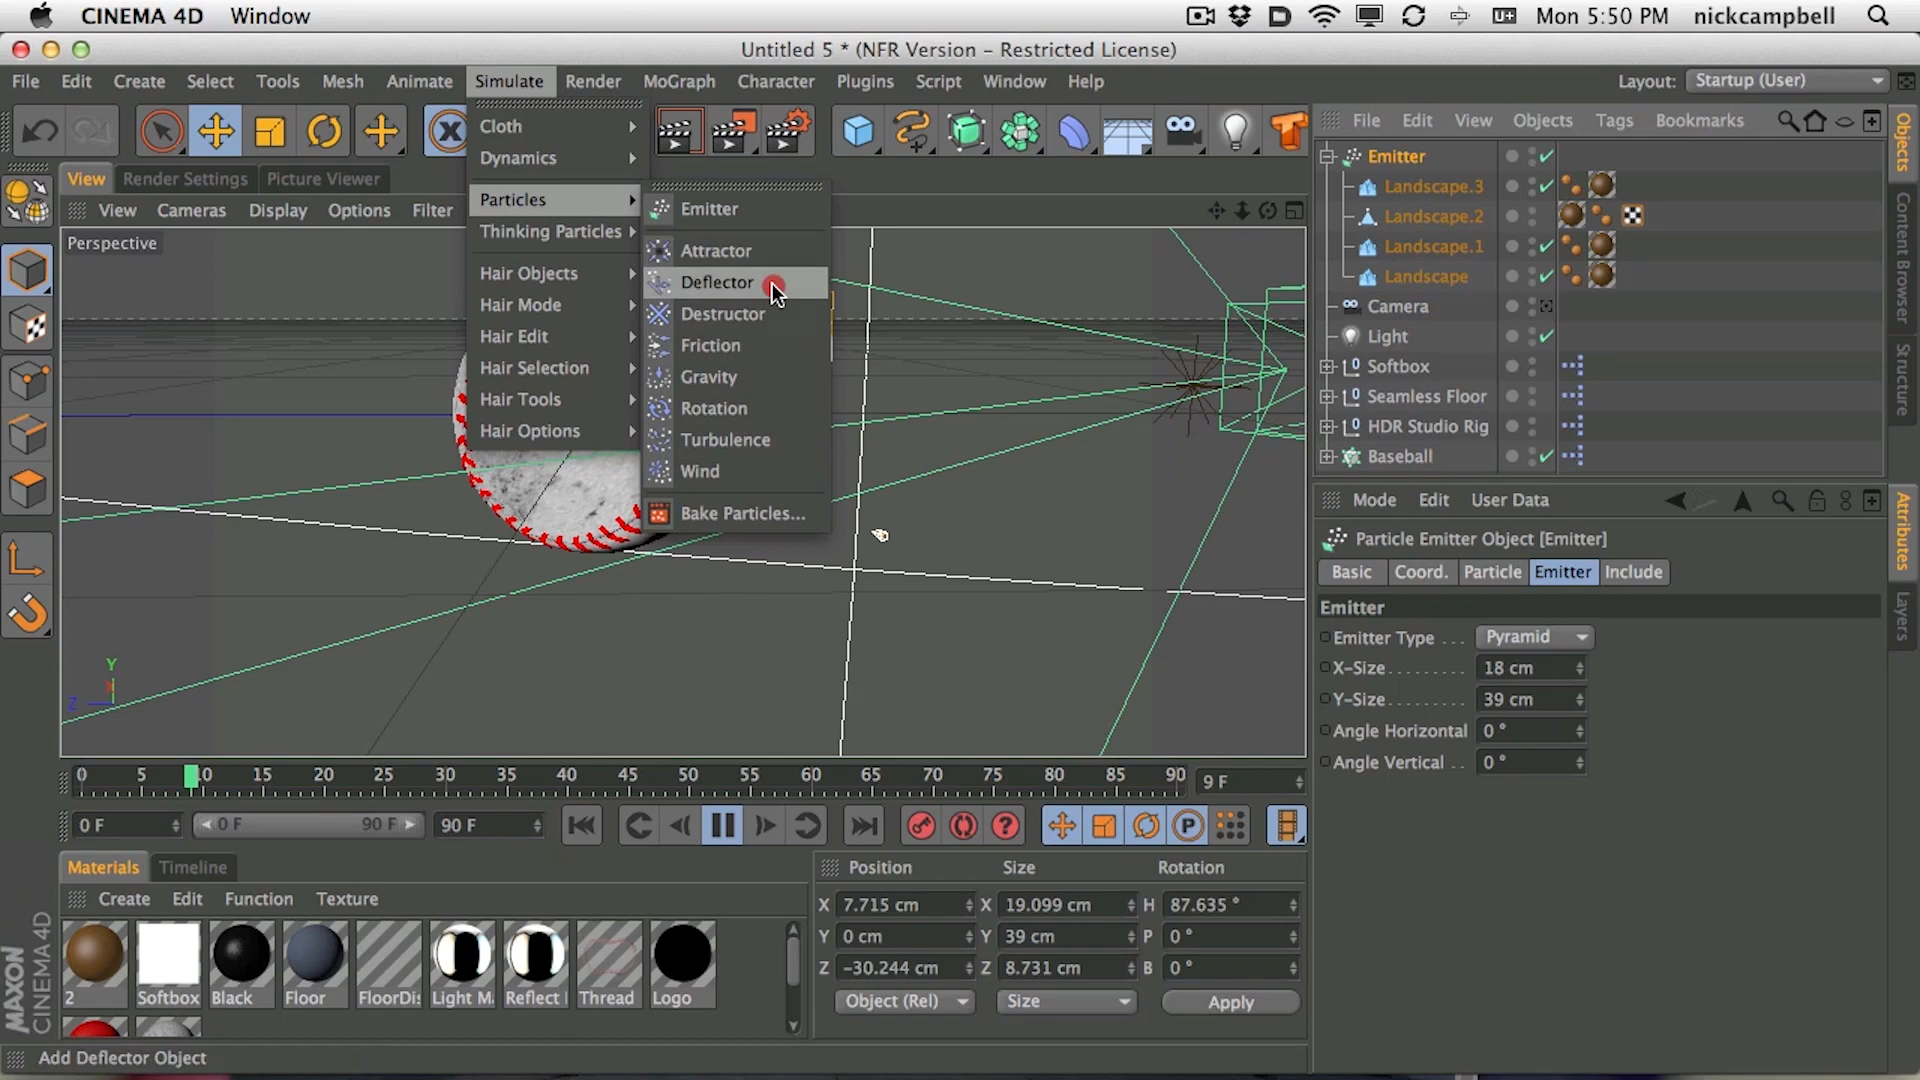 CINEMA 4D Window Mon 5:50 PM nickcampbell
Untitled 5 * (NFR Version – Restricted License)
File Edit Create Select Tools Mesh Animate Simulate Render MoGraph Character Plugins Script Window Help Layout: Startup (User)
Cloth
Dynamics
Particles
Thinking Particles
Hair Objects
Hair Mode
Hair Edit
Hair Selection
Hair Tools
Hair Options
Emitter
Attractor
Deflector
Destructor
Friction
Gravity
Rotation
Turbulence
Wind
Bake Particles...
View Render Settings Picture Viewer
View Cameras Display Options Filter
Perspective
Y
X
Z
File Edit View Objects Tags Bookmarks
Emitter
Landscape.3
Landscape.2
Landscape.1
Landscape
Camera
Light
Softbox
Seamless Floor
HDR Studio Rig
Baseball
Objects
Content Browser
Structure
Mode Edit User Data
Particle Emitter Object [Emitter]
Basic Coord. Particle Emitter Include
Emitter
Emitter Type . . . . Pyramid
X-Size . . . . . . . . 18 cm
Y-Size . . . . . . . . 39 cm
Angle Horizontal 0 °
Angle Vertical . . 0 °
Attributes
Layers
0 5 10 15 20 25 30 35 40 45 50 55 60 65 70 75 80 85 90 9 F
0 F 0 F 90 F 90 F
P
Materials Timeline
Create Edit Function Texture
2 Softbox Black Floor FloorDis Light M Reflect Thread Logo
Position Size Rotation
X 7.715 cm X 19.099 cm H 87.635 °
Y 0 cm Y 39 cm P 0 °
Z -30.244 cm Z 8.731 cm B 0 °
Object (Rel) Size Apply
MAXON
CINEMA 4D
Add Deflector Object